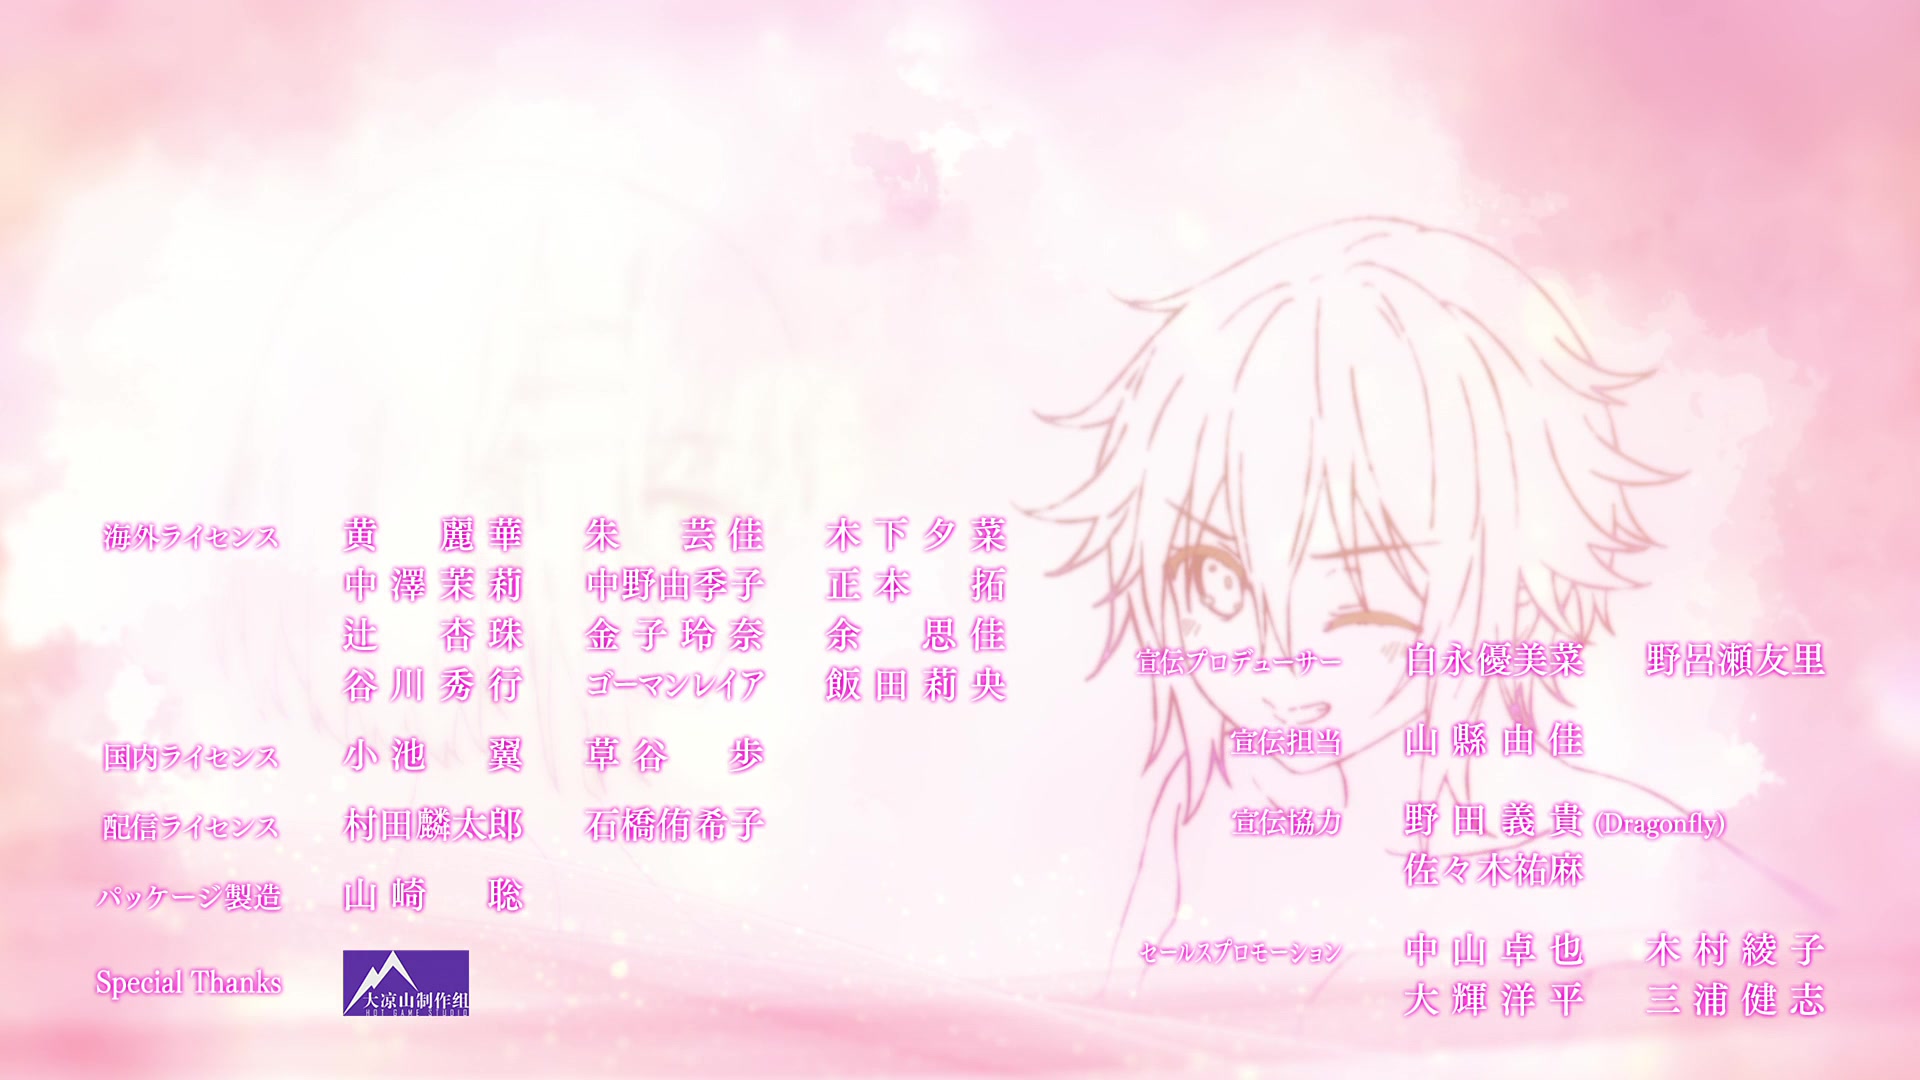 海外ライセンス 黄麗華 朱芸佳 木下夕菜
中澤茉莉 中野由季子 正本拓
辻杏珠 金子玲奈 余思佳
谷川秀行 ゴーマンレイア 飯田莉央
国内ライセンス 小池翼 草谷歩
配信ライセンス 村田麟太郎 石橋侑希子
パッケージ製造 山崎聡
Special Thanks
大凉山制作组
HOT GAME STUDIO
宣伝プロデューサー 白永優美菜 野呂瀬友里
宣伝担当 山縣由佳
宣伝協力 野田義貴 (Dragonfly)
佐々木祐麻
セールスプロモーション 中山卓也 木村綾子
大輝洋平 三浦健志